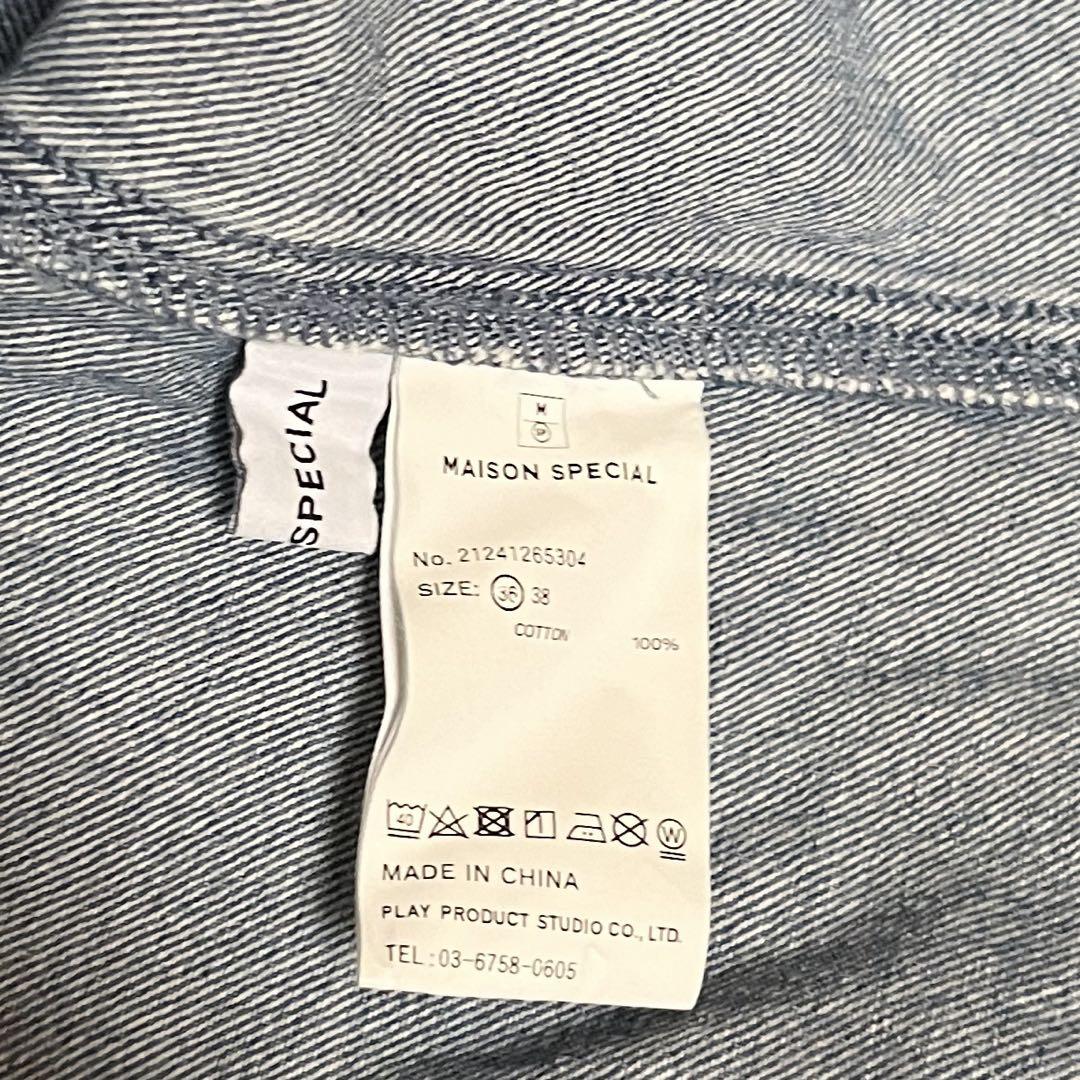 SPECIAL
M
P
MAISON SPECIAL
No. 21241265304
SIZE: 36 38
COTTON 100%
40 W
MADE IN CHINA
PLAY PRODUCT STUDIO CO., LTD.
TEL:03-6758-0605